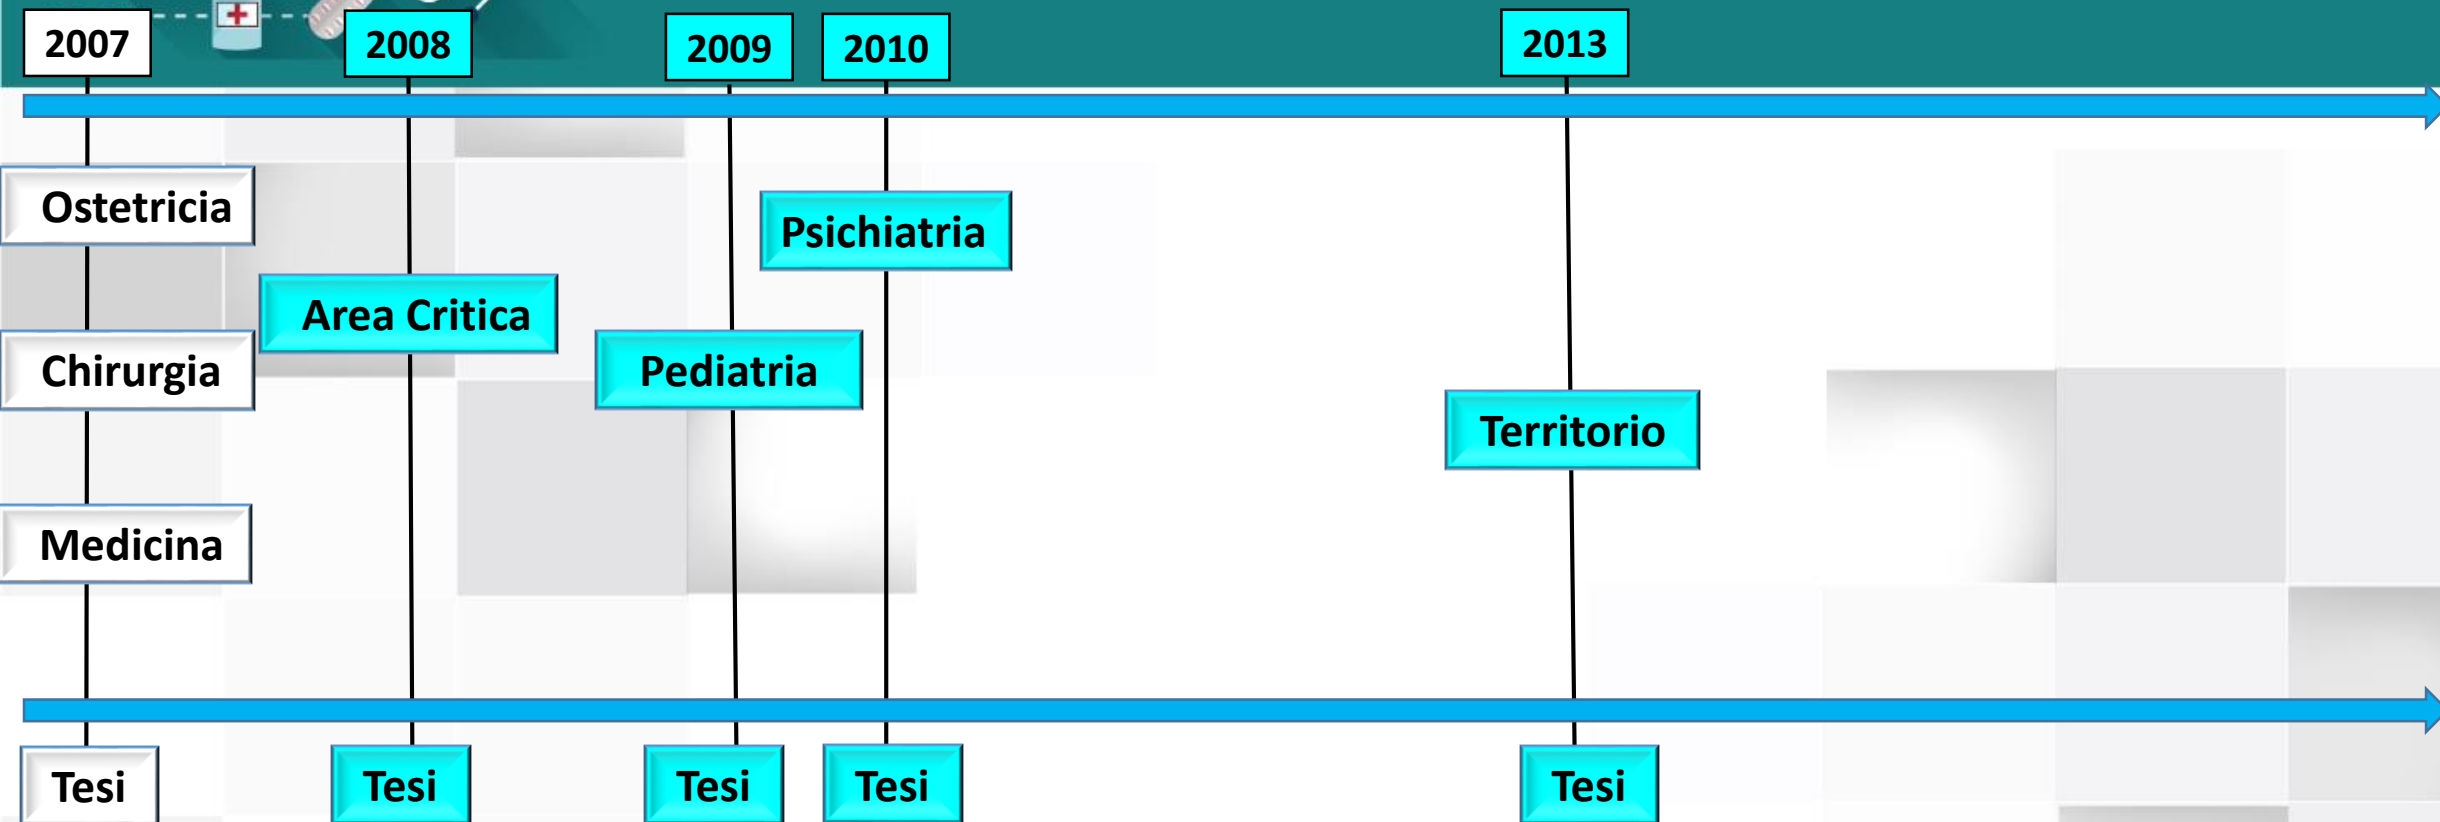 2007
2008
2009
2010
2013
Ostetricia
Psichiatria
Area Critica
Chirurgia
Pediatria
Territorio
Medicina
Tesi
Tesi
Tesi
Tesi
Tesi